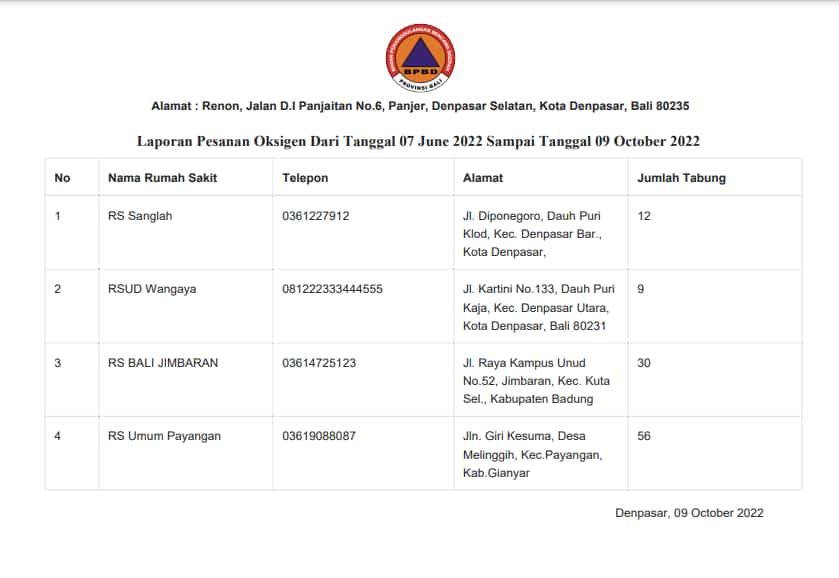 BADAN PENANGGULANGAN BENCANA DAERAH
BPBD
PROVINSI BALI
Alamat : Renon, Jalan D.I Panjaitan No.6, Panjer, Denpasar Selatan, Kota Denpasar, Bali 80235
Laporan Pesanan Oksigen Dari Tanggal 07 June 2022 Sampai Tanggal 09 October 2022
No Nama Rumah Sakit Telepon Alamat Jumlah Tabung
1 RS Sanglah 0361227912 Jl. Diponegoro, Dauh Puri 12
Klod, Kec. Denpasar Bar.,
Kota Denpasar,
2 RSUD Wangaya 081222333444555 Jl. Kartini No.133, Dauh Puri 9
Kaja, Kec. Denpasar Utara,
Kota Denpasar, Bali 80231
3 RS BALI JIMBARAN 03614725123 Jl. Raya Kampus Unud 30
No.52, Jimbaran, Kec. Kuta
Sel., Kabupaten Badung
4 RS Umum Payangan 03619088087 Jln. Giri Kesuma, Desa 56
Melinggih, Kec.Payangan,
Kab.Gianyar
Denpasar, 09 October 2022